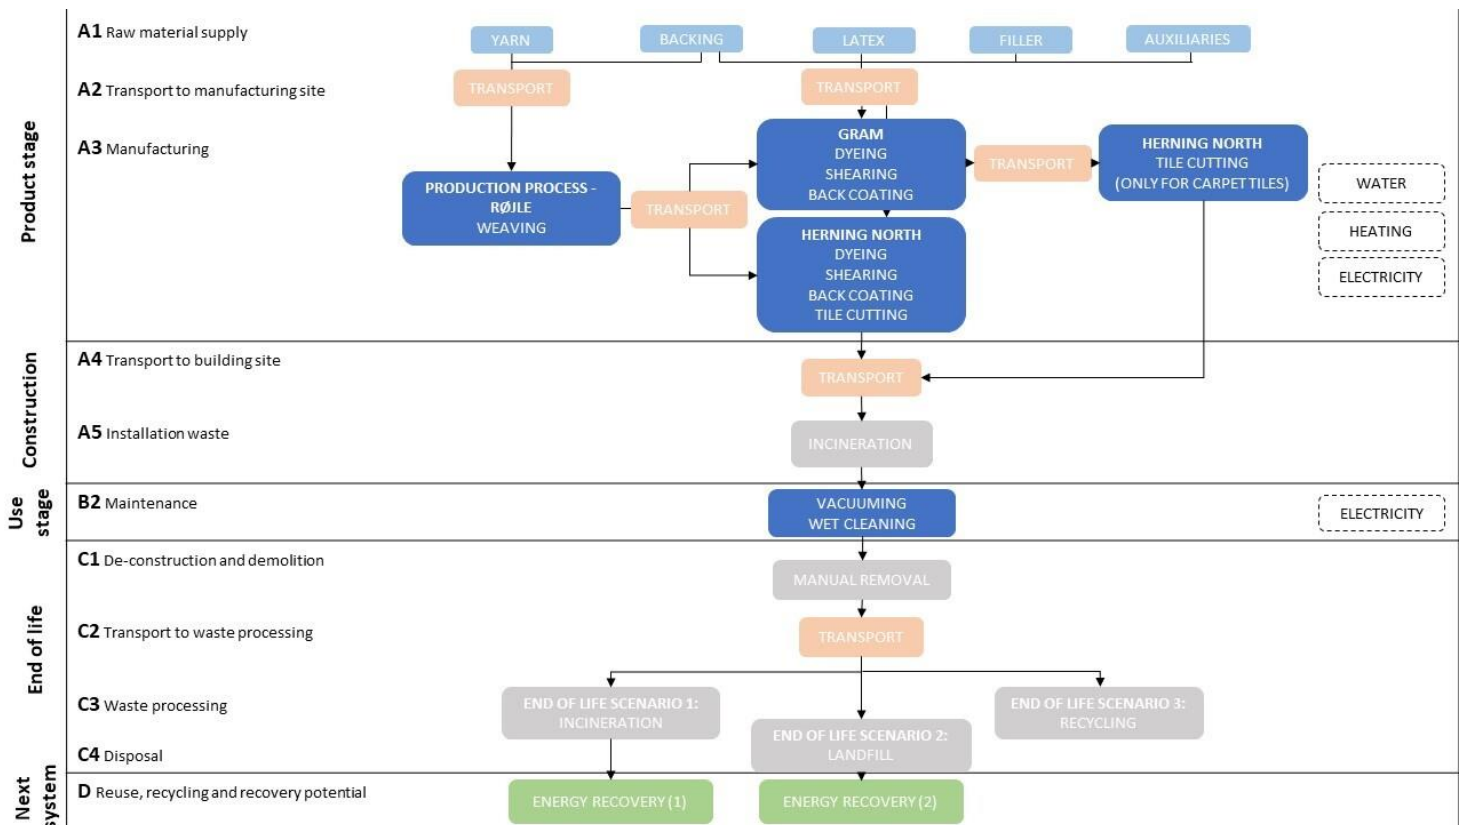 Product stage
A1 Raw material supply
YARN
BACKING
LATEX
FILLER
AUXILIARIES
A2 Transport to manufacturing site
TRANSPORT
TRANSPORT
A3 Manufacturing
PRODUCTION PROCESS -
RØJLE
WEAVING
TRANSPORT
GRAM
DYEING
SHEARING
BACK COATING
TRANSPORT
HERNING NORTH
TILE CUTTING
(ONLY FOR CARPET TILES)
HERNING NORTH
DYEING
SHEARING
BACK COATING
TILE CUTTING
WATER
HEATING
ELECTRICITY
Construction
A4 Transport to building site
TRANSPORT
A5 Installation waste
INCINERATION
Use
stage
B2 Maintenance
VACUUMING
WET CLEANING
ELECTRICITY
End of life
C1 De-construction and demolition
MANUAL REMOVAL
C2 Transport to waste processing
TRANSPORT
C3 Waste processing
END OF LIFE SCENARIO 1:
INCINERATION
END OF LIFE SCENARIO 3:
RECYCLING
C4 Disposal
END OF LIFE SCENARIO 2:
LANDFILL
Next
system
D Reuse, recycling and recovery potential
ENERGY RECOVERY (1)
ENERGY RECOVERY (2)